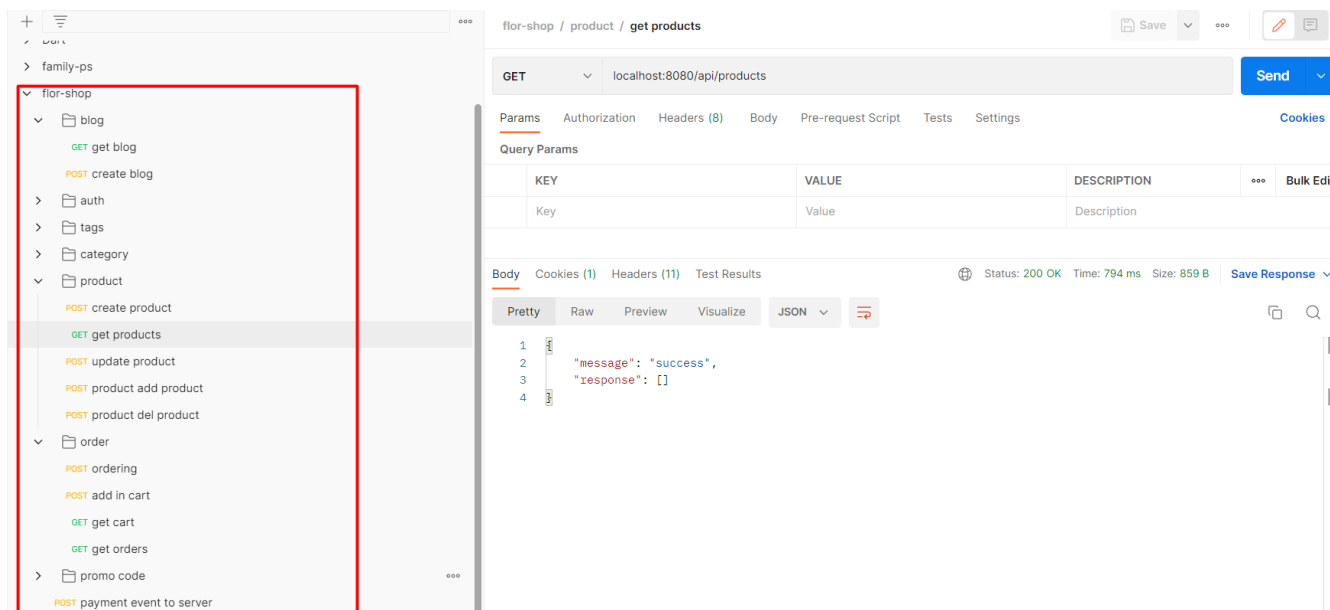 family-ps
flor-shop
blog
GET get blog
POST create blog
auth
tags
category
product
POST create product
GET get products
POST update product
POST product add product
POST product del product
order
POST ordering
POST add in cart
GET get cart
GET get orders
promo code
POST payment event to server
flor-shop / product / get products
Save
GET
localhost:8080/api/products
Send
Params Authorization Headers (8) Body Pre-request Script Tests Settings Cookies
Query Params
KEY VALUE DESCRIPTION Bulk Edi
Key Value Description
Body Cookies (1) Headers (11) Test Results Status: 200 OK Time: 794 ms Size: 859 B Save Response
Pretty Raw Preview Visualize JSON
1 {
2 "message": "success",
3 "response": []
4 }